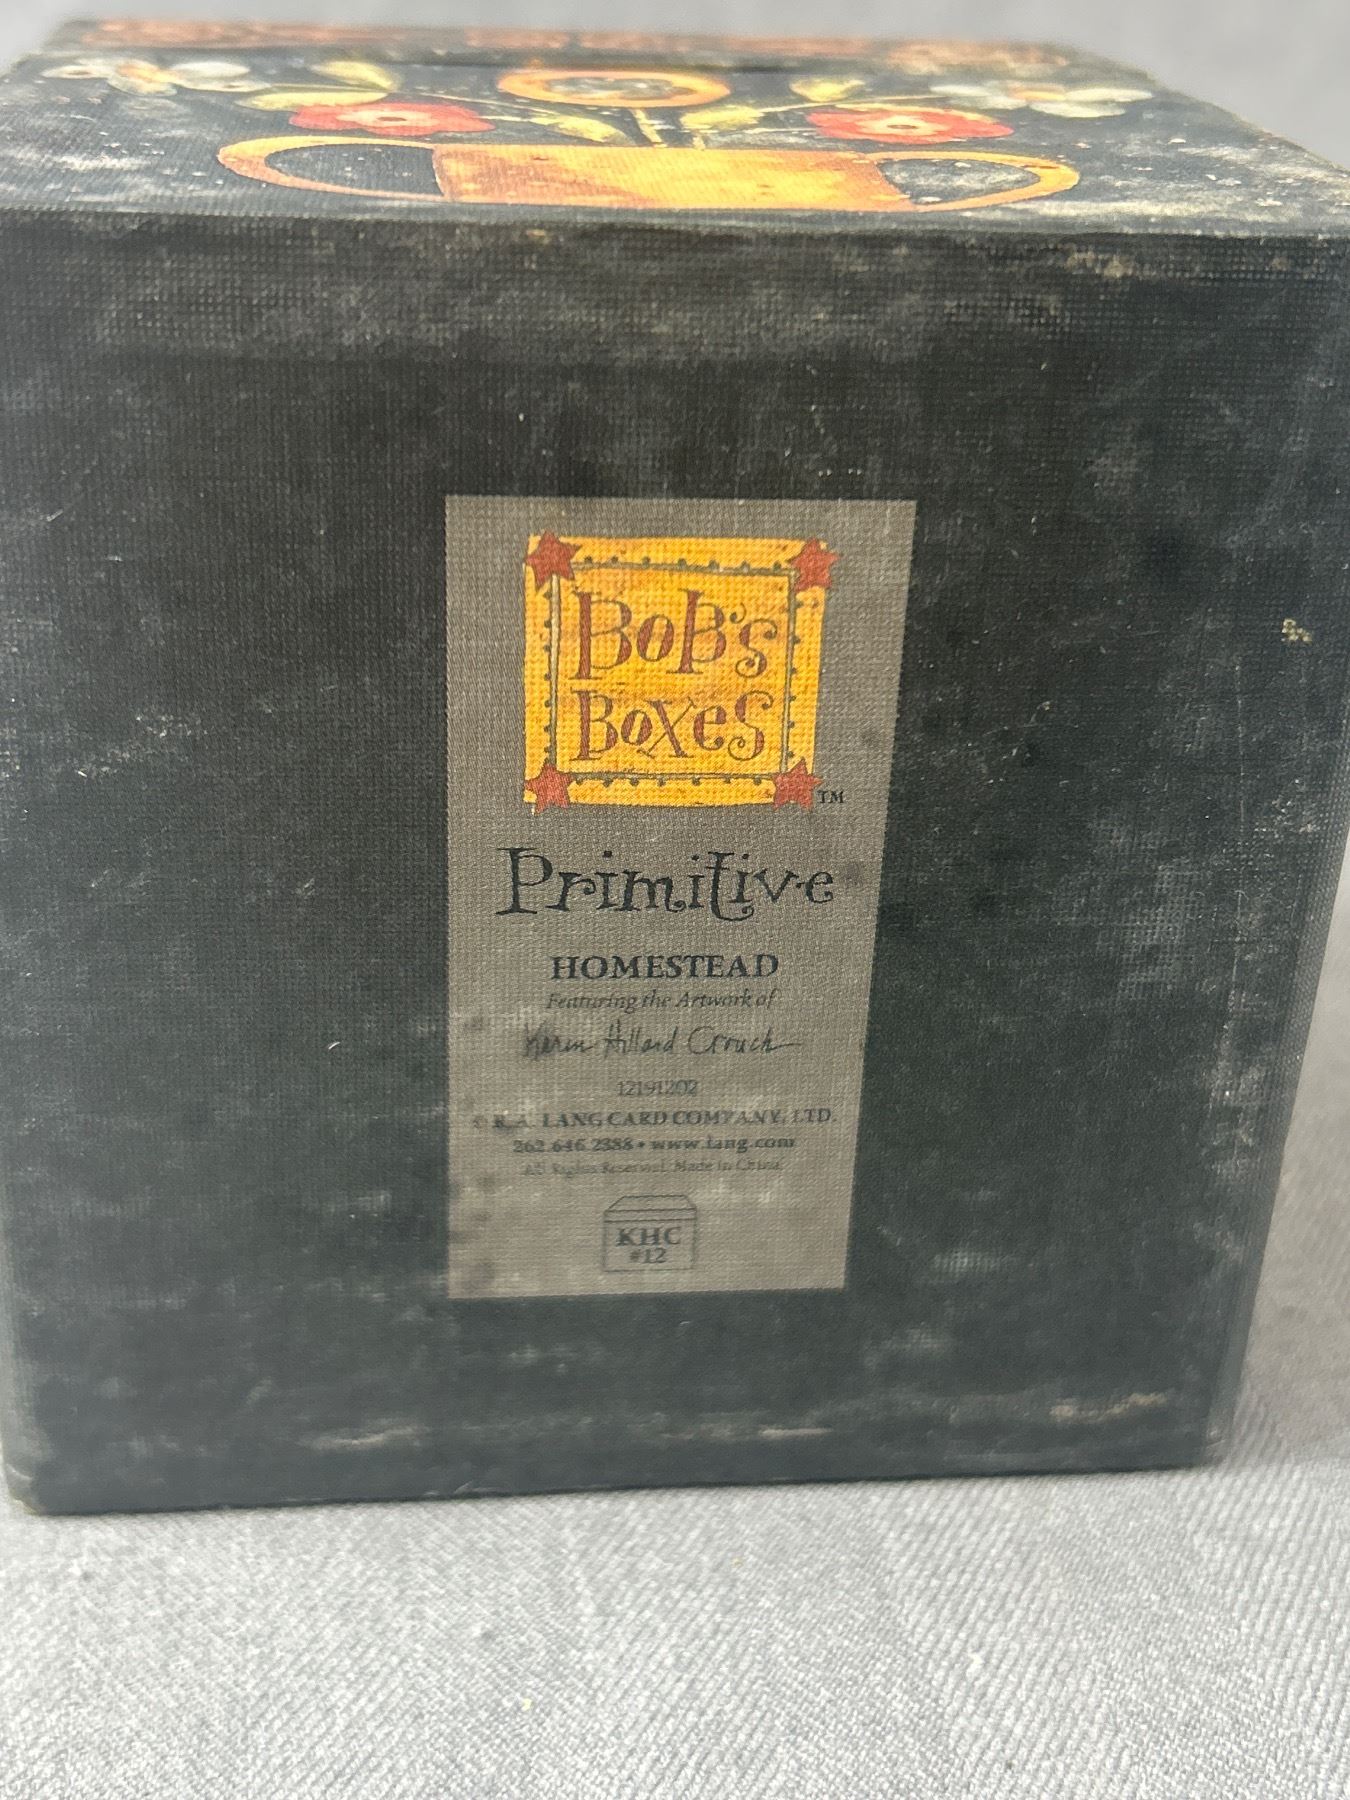 BOB'S
BOXES
TM
Primitive
HOMESTEAD
Featuring the Artwork of
Karen Hillard Crouch
12191202
© R.A. LANG CARD COMPANY, LTD.
262.646.2388 • www.lang.com
All Rights Reserved. Made in China.
KHC
#12